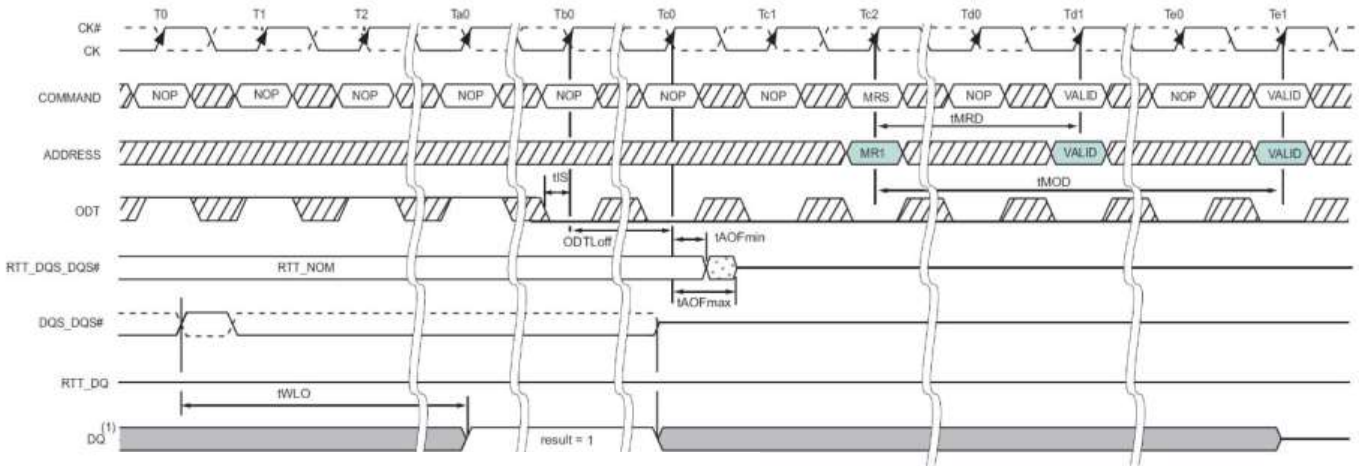 T0 T1 T2 Ta0 Tb0 Tc0 Tc1 Tc2 Td0 Td1 Te0 Te1
CK#
CK
COMMAND NOP NOP NOP NOP NOP NOP NOP MRS NOP VALID NOP VALID
tMRD
ADDRESS MR1 VALID VALID
tIS
tMOD
ODT
ODTLoff
tAOFmin
RTT_DQS_DQS# RTT_NOM
tAOFmax
DQS_DQS#
RTT_DQ
tWLO
(1)
DQ result = 1